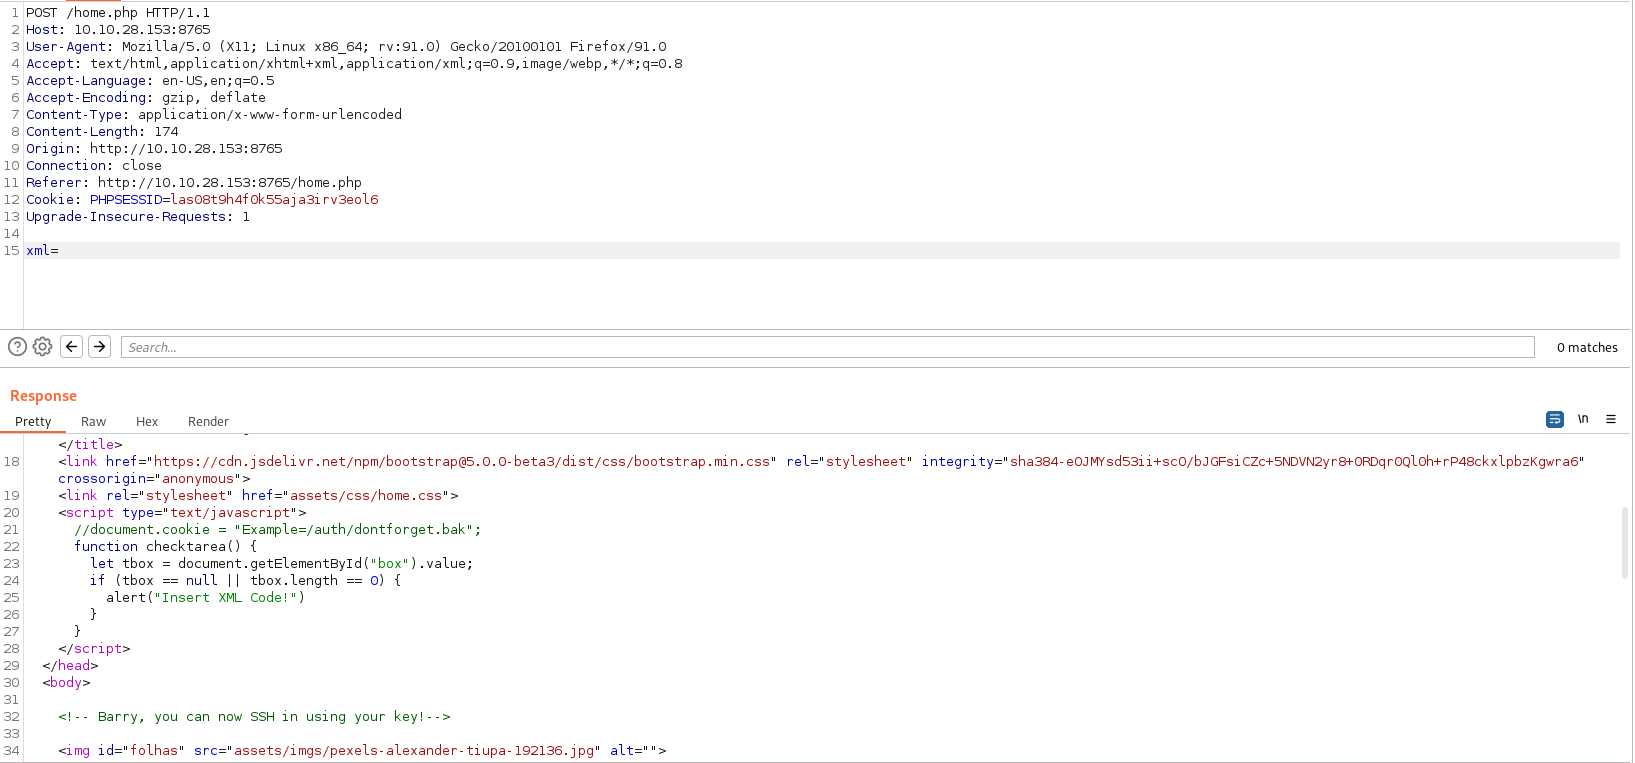 1 POST /home.php HTTP/1.1
2 Host: 10.10.28.153:8765
3 User-Agent: Mozilla/5.0 (X11; Linux x86_64; rv:91.0) Gecko/20100101 Firefox/91.0
4 Accept: text/html,application/xhtml+xml,application/xml;q=0.9,image/webp,*/*;q=0.8
5 Accept-Language: en-US,en;q=0.5
6 Accept-Encoding: gzip, deflate
7 Content-Type: application/x-www-form-urlencoded
8 Content-Length: 174
9 Origin: http://10.10.28.153:8765
10 Connection: close
11 Referer: http://10.10.28.153:8765/home.php
12 Cookie: PHPSESSID=las08t9h4f0k55aja3irv3eol6
13 Upgrade-Insecure-Requests: 1
14
15 xml=
Search...
0 matches
Response
Pretty Raw Hex Render
\n
</title>
18 <link href="https://cdn.jsdelivr.net/npm/bootstrap@5.0.0-beta3/dist/css/bootstrap.min.css" rel="stylesheet" integrity="sha384-eOJMYsd53ii+scO/bJGFsiCZc+5NDVN2yr8+0RDqr0Ql0h+rP48ckxlpbzKgwra6"
crossorigin="anonymous">
19 <link rel="stylesheet" href="assets/css/home.css">
20 <script type="text/javascript">
21 //document.cookie = "Example=/auth/dontforget.bak";
22 function checktarea() {
23 let tbox = document.getElementById("box").value;
24 if (tbox == null || tbox.length == 0) {
25 alert("Insert XML Code!")
26 }
27 }
28 </script>
29 </head>
30 <body>
31
32 <!-- Barry, you can now SSH in using your key!-->
33
34 <img id="folhas" src="assets/imgs/pexels-alexander-tiupa-192136.jpg" alt="">